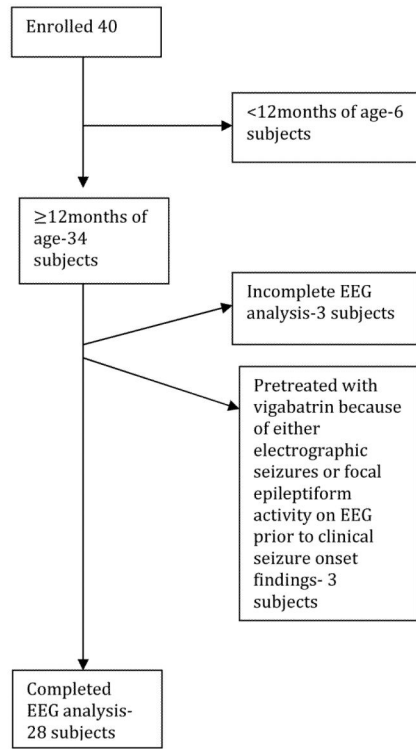 Enrolled 40
<12months of age-6
subjects
≥12months of
age-34
subjects
Incomplete EEG
analysis-3 subjects
Pretreated with
vigabatrin because
of either
electrographic
seizures or focal
epileptiform
activity on EEG
prior to clinical
seizure onset
findings- 3
subjects
Completed
EEG analysis-
28 subjects